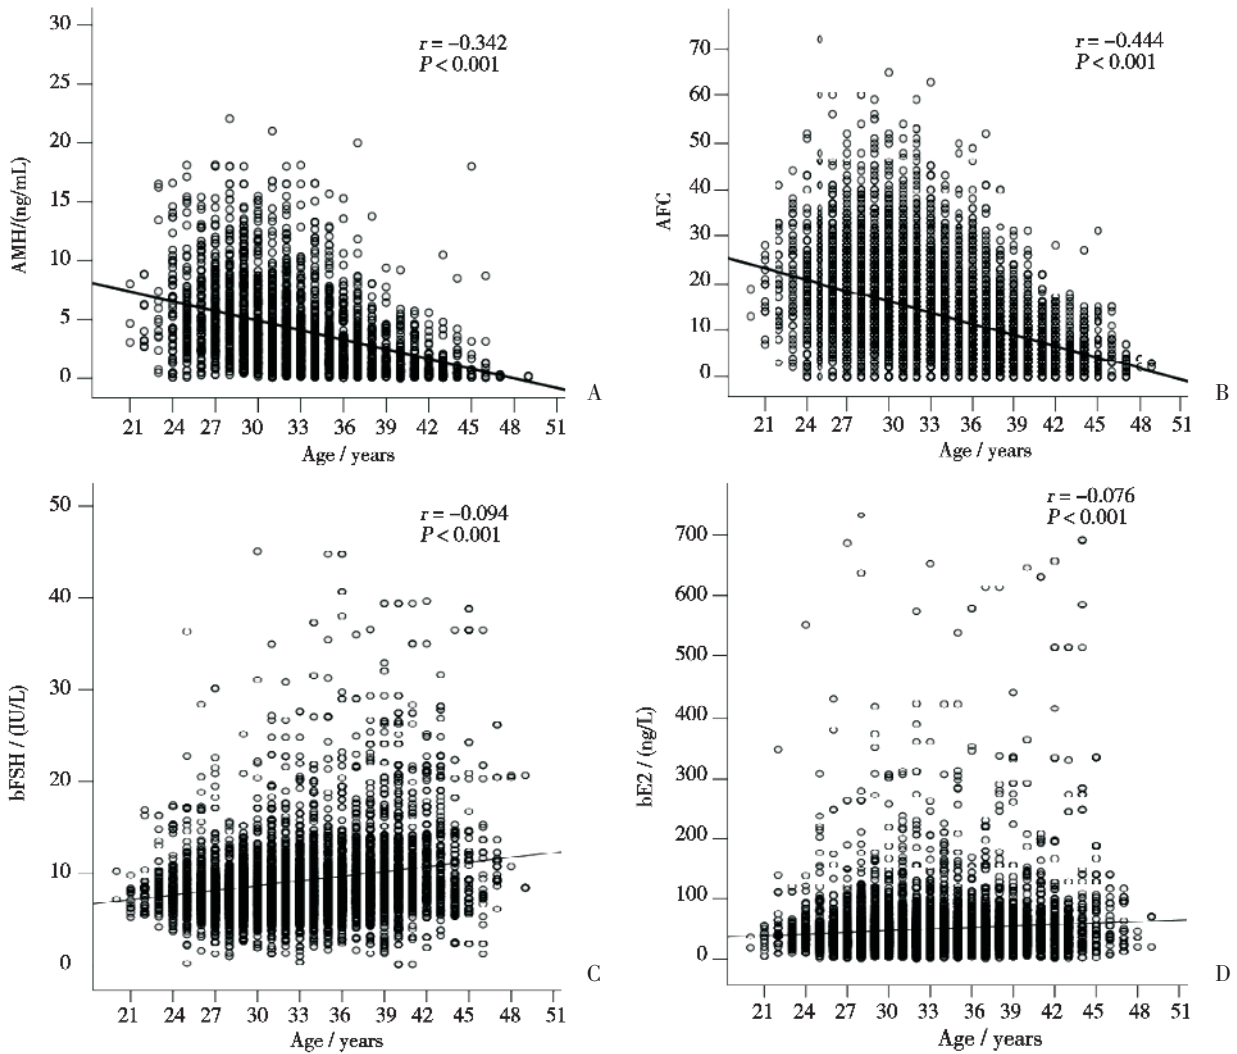 r = −0.342
P < 0.001
30
25
20
15
10
5
0
AMH/(ng/mL)
21 24 27 30 33 36 39 42 45 48 51
Age / years
A
r = −0.444
P < 0.001
70
60
50
40
30
20
10
0
AFC
21 24 27 30 33 36 39 42 45 48 51
Age / years
B
r = −0.094
P < 0.001
50
40
30
20
10
0
bFSH / (IU/L)
21 24 27 30 33 36 39 42 45 48 51
Age / years
C
r = −0.076
P < 0.001
700
600
500
400
300
200
100
0
bE2 / (ng/L)
21 24 27 30 33 36 39 42 45 48 51
Age / years
D